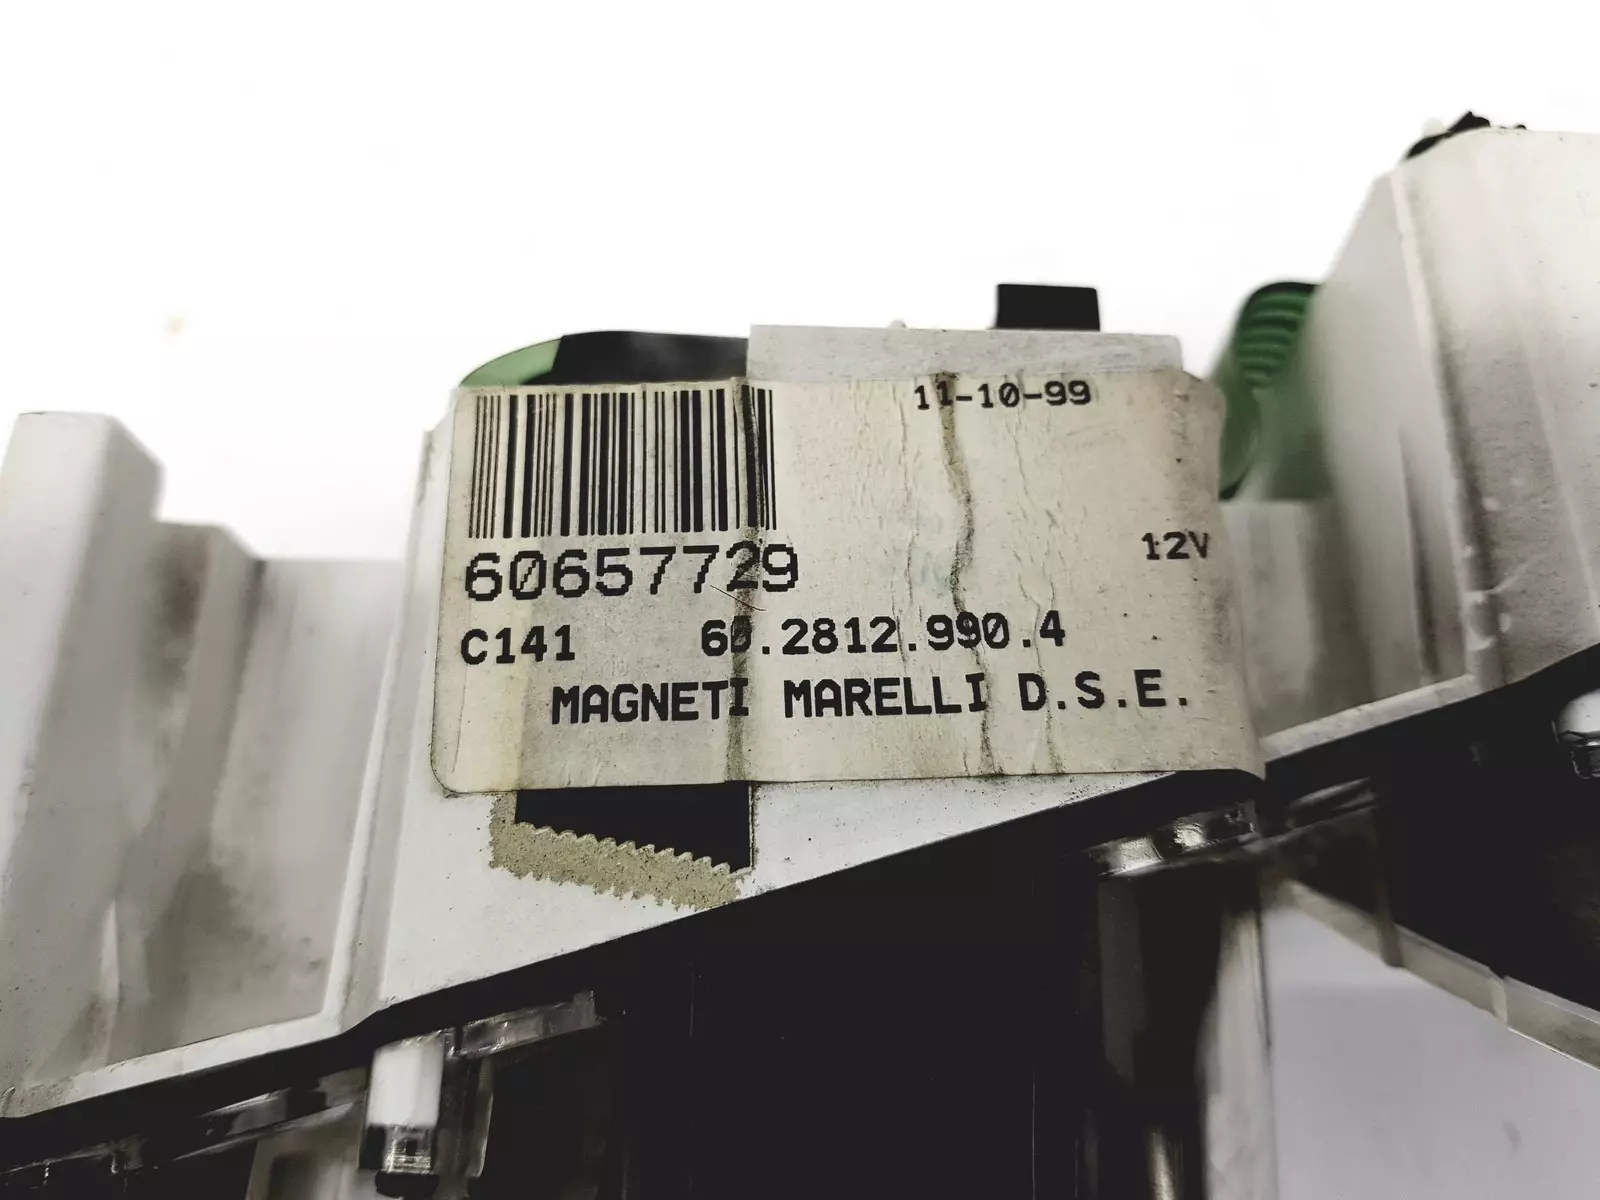 11-10-99
12V
60657729
C141 60.2812.990.4
MAGNETI MARELLI D.S.E.